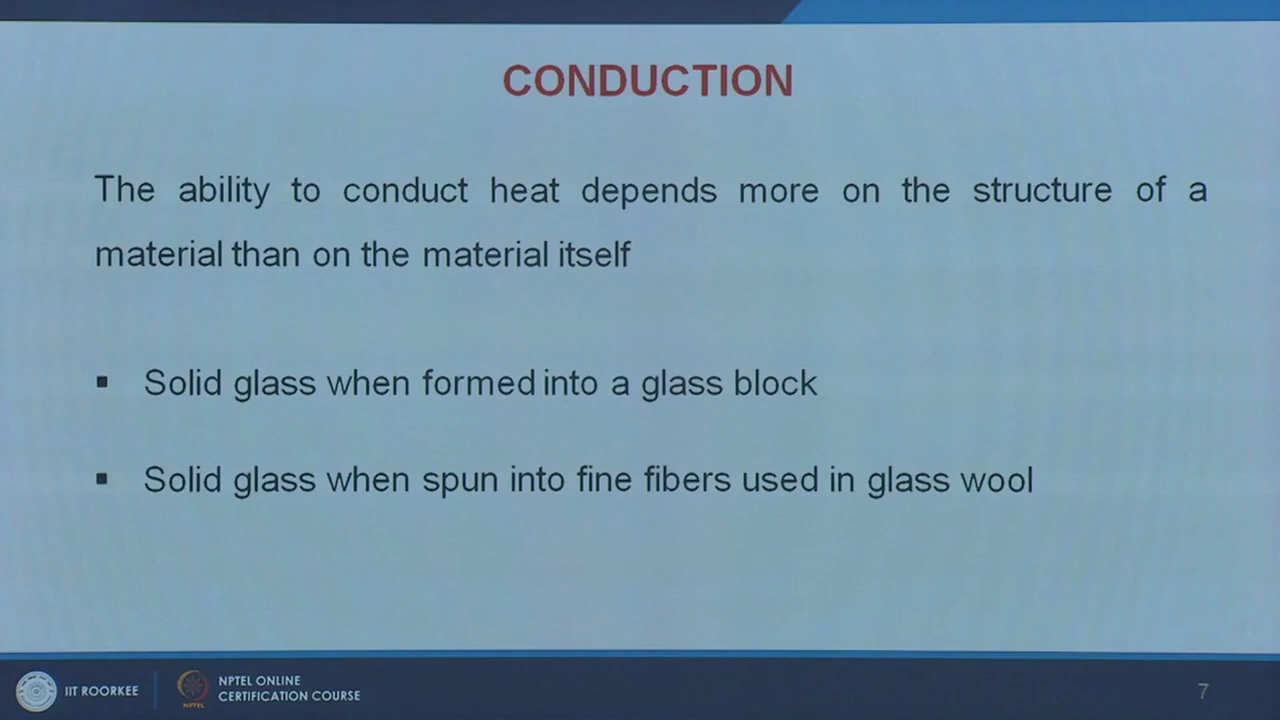 CONDUCTION
The ability to conduct heat depends more on the structure of a
material than on the material itself
▪ Solid glass when formed into a glass block
▪ Solid glass when spun into fine fibers used in glass wool
IIT ROORKEE
NPTEL
NPTEL ONLINE
CERTIFICATION COURSE
7